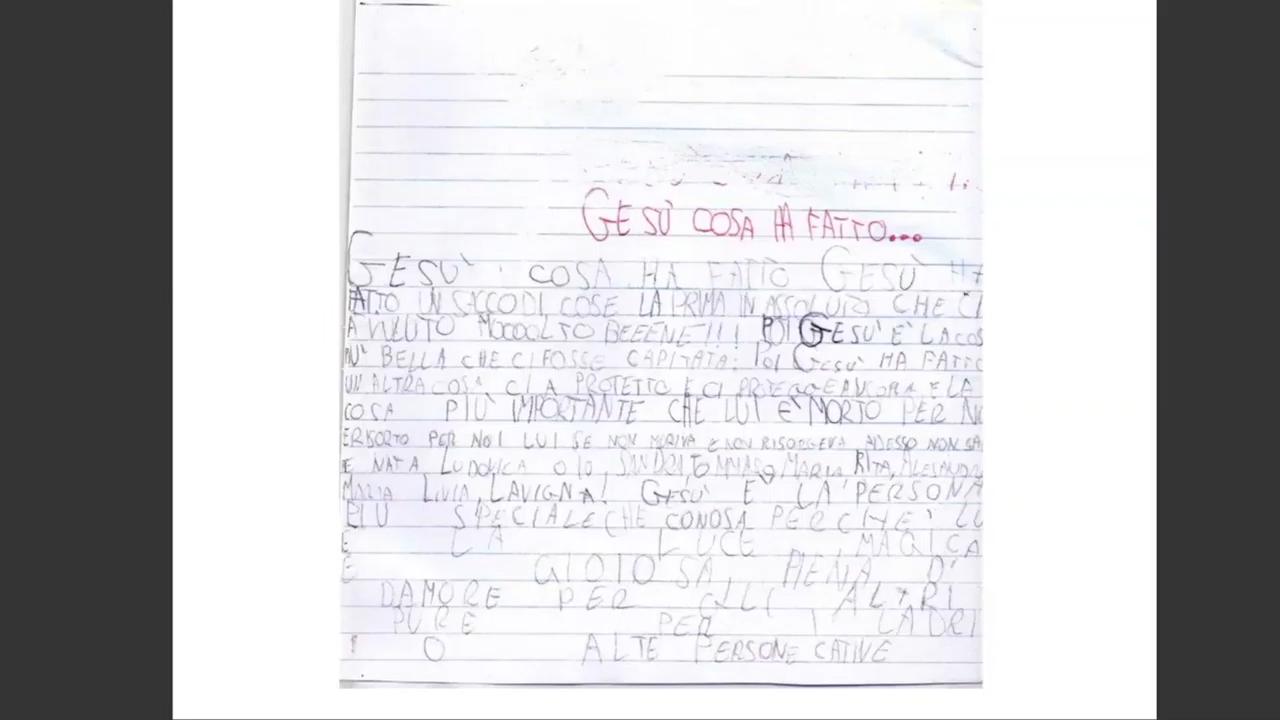 GESÙ COSA HA FATTO...
GESÙ COSA HA FATTO GESÙ HA
FATTO UN SACCO DI COSE LA PRIMA IN ASSOLUTO CHE CI
A VOLUTO MOOOOLTO BEEENE!!! POI GESÙ È LA COS
PIÙ BELLA CHE CI FOSSE CAPITATA. POI GESÙ HA FATTO
UN ALTRA COSA CI A PROTETTO E CI PROTEGGE ANCORA E LA
COSA PIÙ IMPORTANTE CHE LUI È MORTO PER NO
E RISORTO PER NOI LUI SE NON MORIVA E NON RISORGEVA ADESSO NON SA
E NATA LUDOVICA O IO SANDRA, TOMMASO, MARIA RITA, ALESSANDRA
MARIA LIVIA, LAVIGNA! GESÙ È LA PERSONA
PIÙ SPECIALE CHE CONOSA PERCHÈ LU
E LA LUCE MAGICA
E GIOIOSA, PIENA D'
DAMORE PER GLI ALTRI
PURE PER I LADRI
O ALTE PERSONE CATIVE